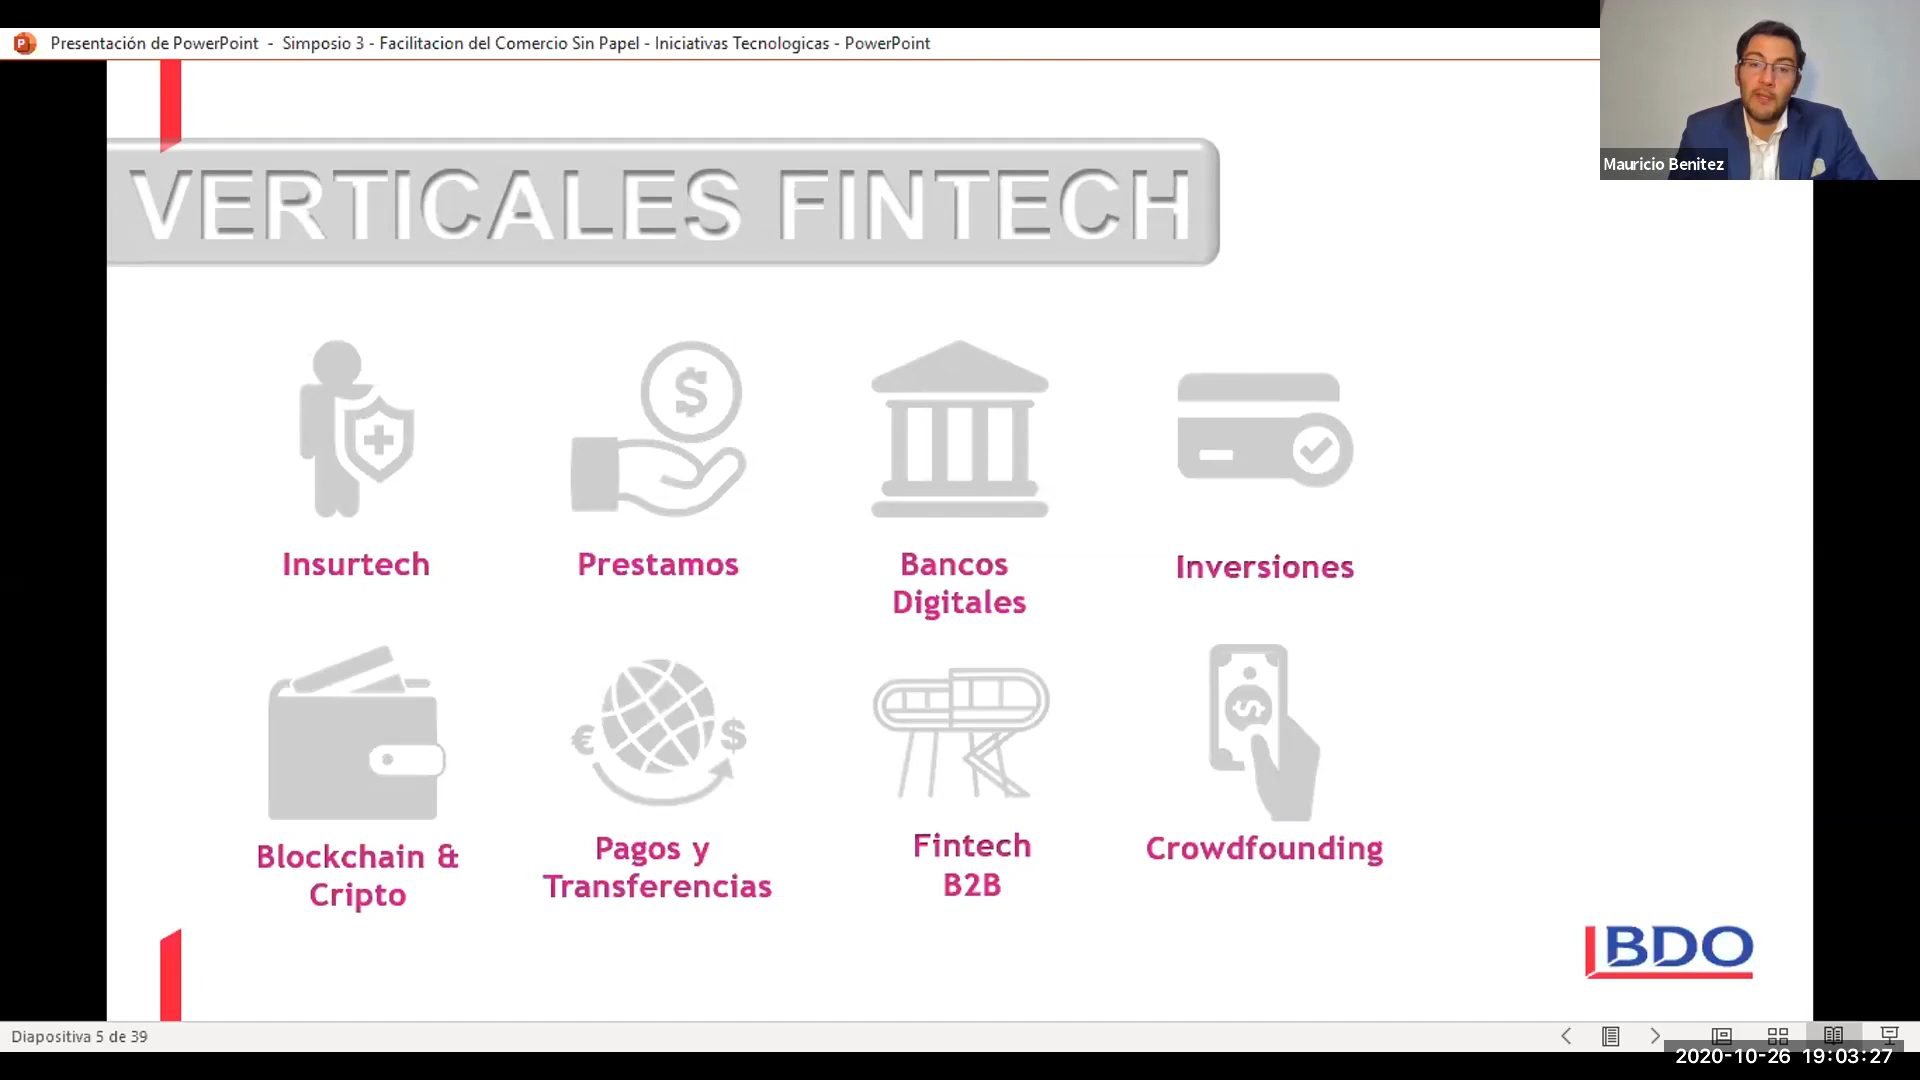 Presentación de PowerPoint - Simposio 3 - Facilitacion del Comercio Sin Papel - Iniciativas Tecnologicas - PowerPoint
Mauricio Benitez
VERTICALES FINTECH
$
Insurtech
Prestamos
Bancos
Digitales
Inversiones
€ $
$
Blockchain &
Cripto
Pagos y
Transferencias
Fintech
B2B
Crowdfounding
BDO
Diapositiva 5 de 39
2020-10-26 19:03:27